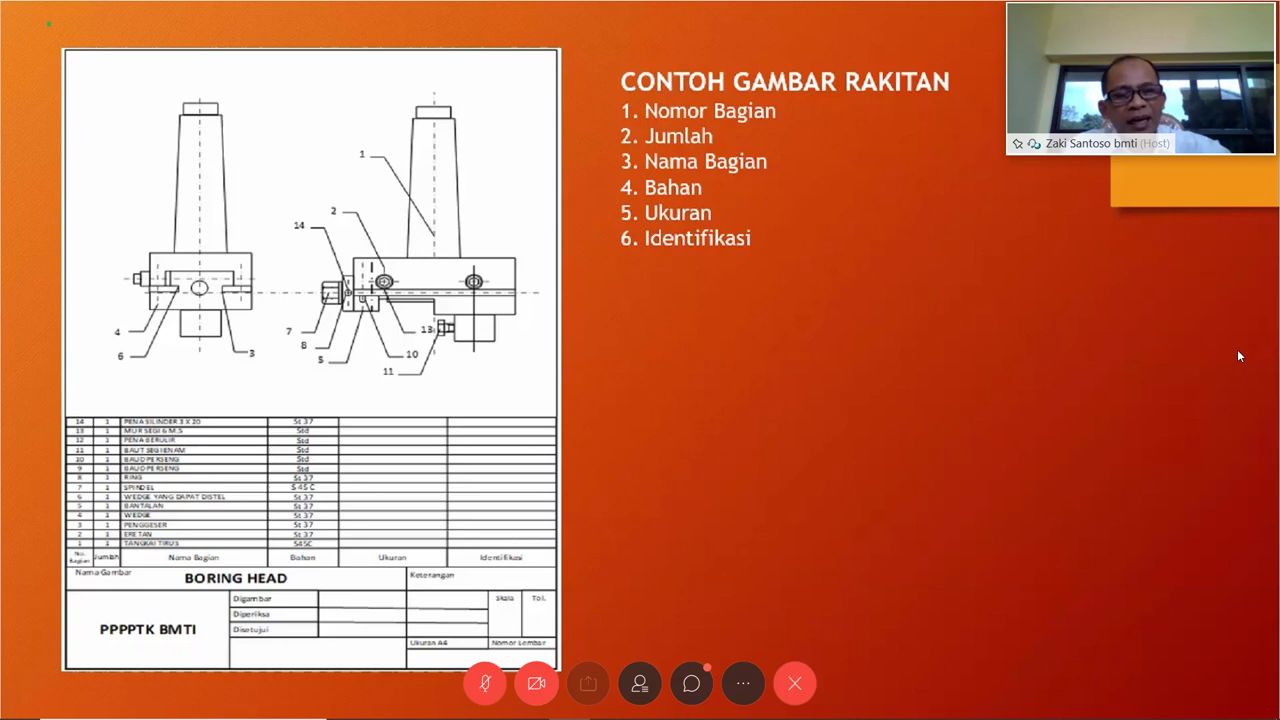 CONTOH GAMBAR RAKITAN
1. Nomor Bagian
2. Jumlah
3. Nama Bagian
4. Bahan
5. Ukuran
6. Identifikasi
Zaki Santoso bmti (Host)
1
2
14
4
6
3
7
8
5
13
10
11
14 1 PENA SILINDER 3 X 20 St 37
13 1 MUR SEGI 6 M.5 Std
12 1 PENA BERULIR Std
11 1 BAUT SEGI ENAM Std
10 1 BAUD PERSENG Std
9 1 BAUD PERSENG Std
8 1 RING St 37
7 1 SPINDEL S 45 C
6 1 WEDGE YANG DAPAT DISTEL St 37
5 1 BANTALAN St 37
4 1 WEDGE St 37
3 1 PENGGESER St 37
2 1 ERETAN St 37
1 1 TANGKAI TIRUS S45C
No. Bagian Jumlah Nama Bagian Bahan Ukuran Identifikasi
Nama Gambar BORING HEAD Keterangan
PPPPTK BMTI
Digambar
Diperiksa
Disetujui
Skala Tol.
Ukuran A4 Nomor Lembar